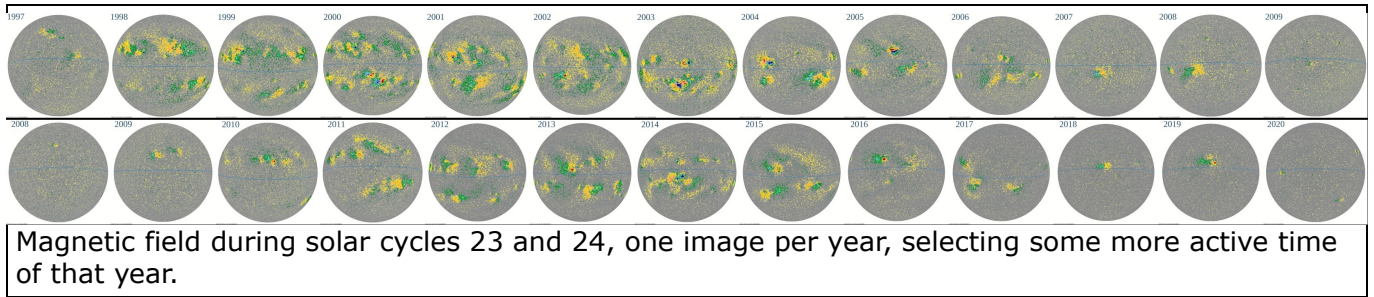 1997 1998 1999 2000 2001 2002 2003 2004 2005 2006 2007 2008 2009
2008 2009 2010 2011 2012 2013 2014 2015 2016 2017 2018 2019 2020
Magnetic field during solar cycles 23 and 24, one image per year, selecting some more active time
of that year.